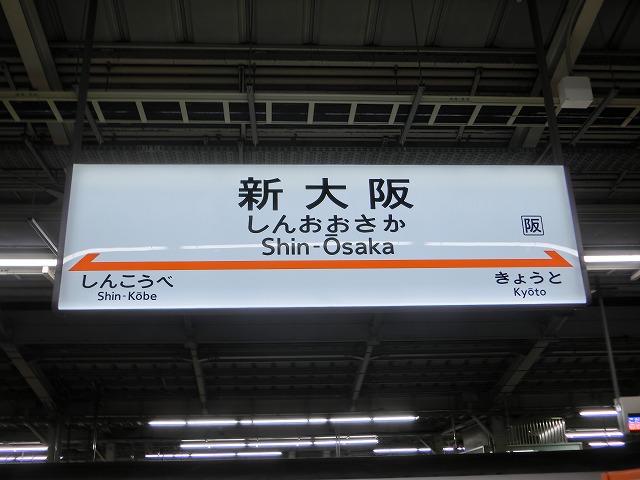 新大阪
しんおおさか
Shin-Ōsaka
阪
しんこうべ
Shin-Kōbe
きょうと
Kyōto